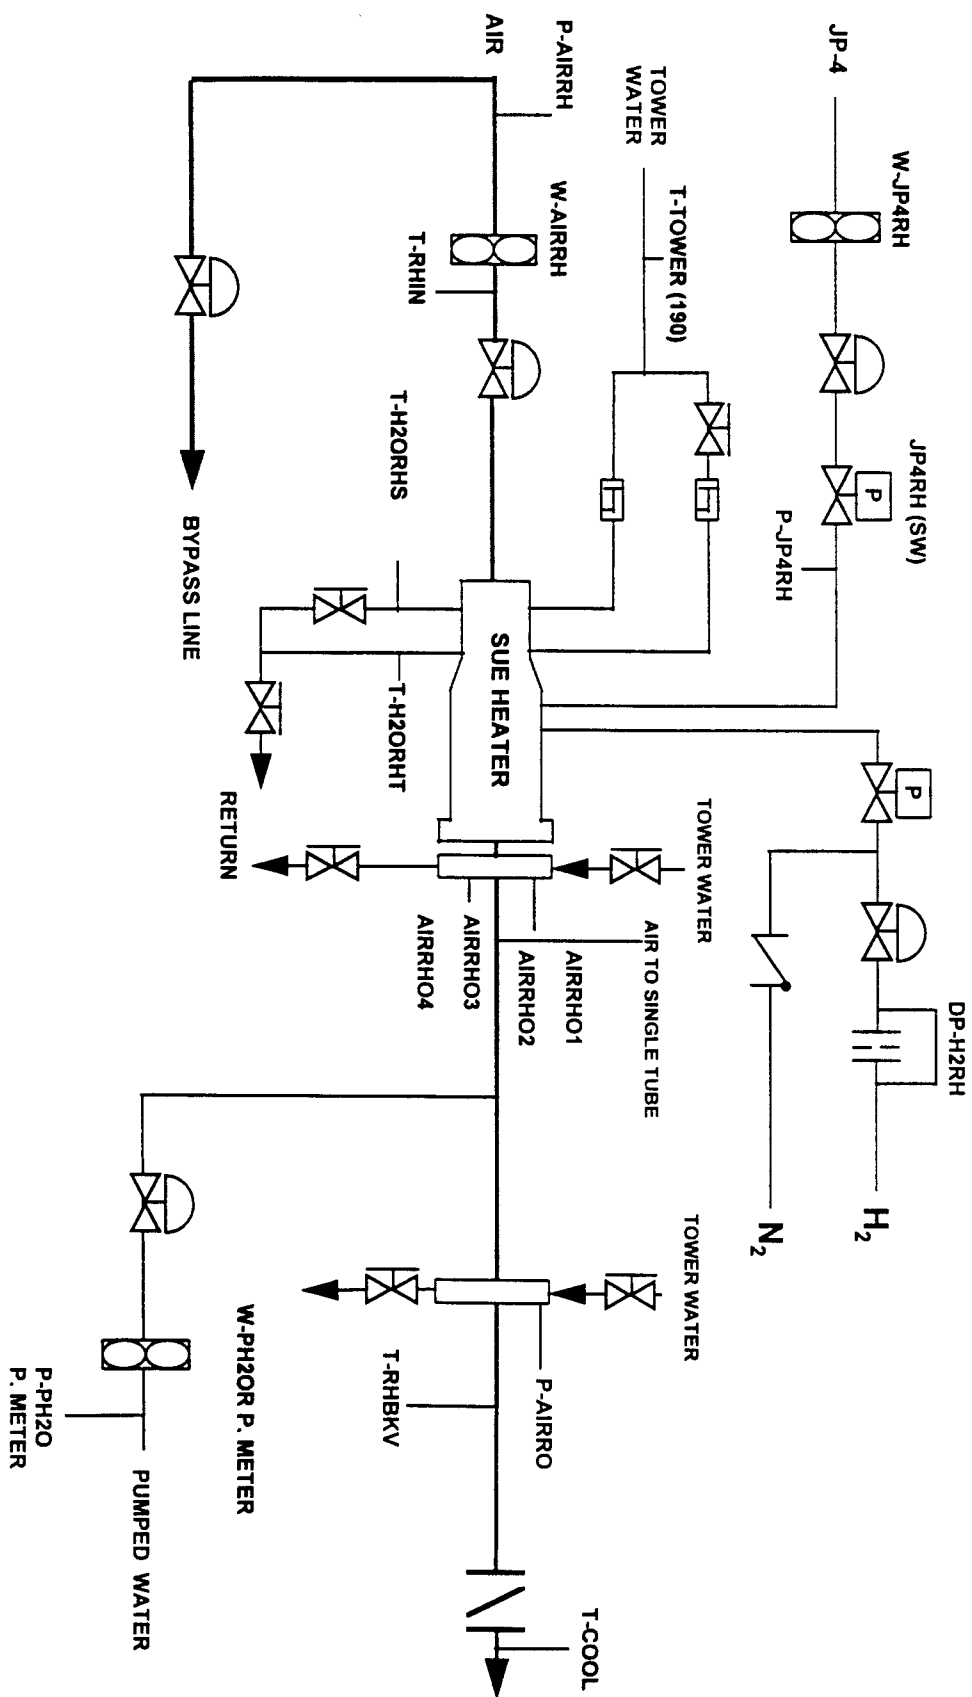 JP-4
W-JP4RH
JP4RH (SW)
P
P-JP4RH
P
DP-H2RH
H₂
N₂
TOWER
WATER
T-TOWER (190)
TOWER WATER
AIR TO SINGLE TUBE
TOWER WATER
P-AIRRH
AIR
W-AIRRH
T-RHIN
SUE HEATER
AIRRHO1
AIRRHO2
AIRRHO3
AIRRHO4
P-AIRRO
T-RHBKV
T-COOL
T-H2ORHS
T-H2ORHT
BYPASS LINE
RETURN
W-PH2OR P. METER
PUMPED WATER
P-PH2O
P. METER